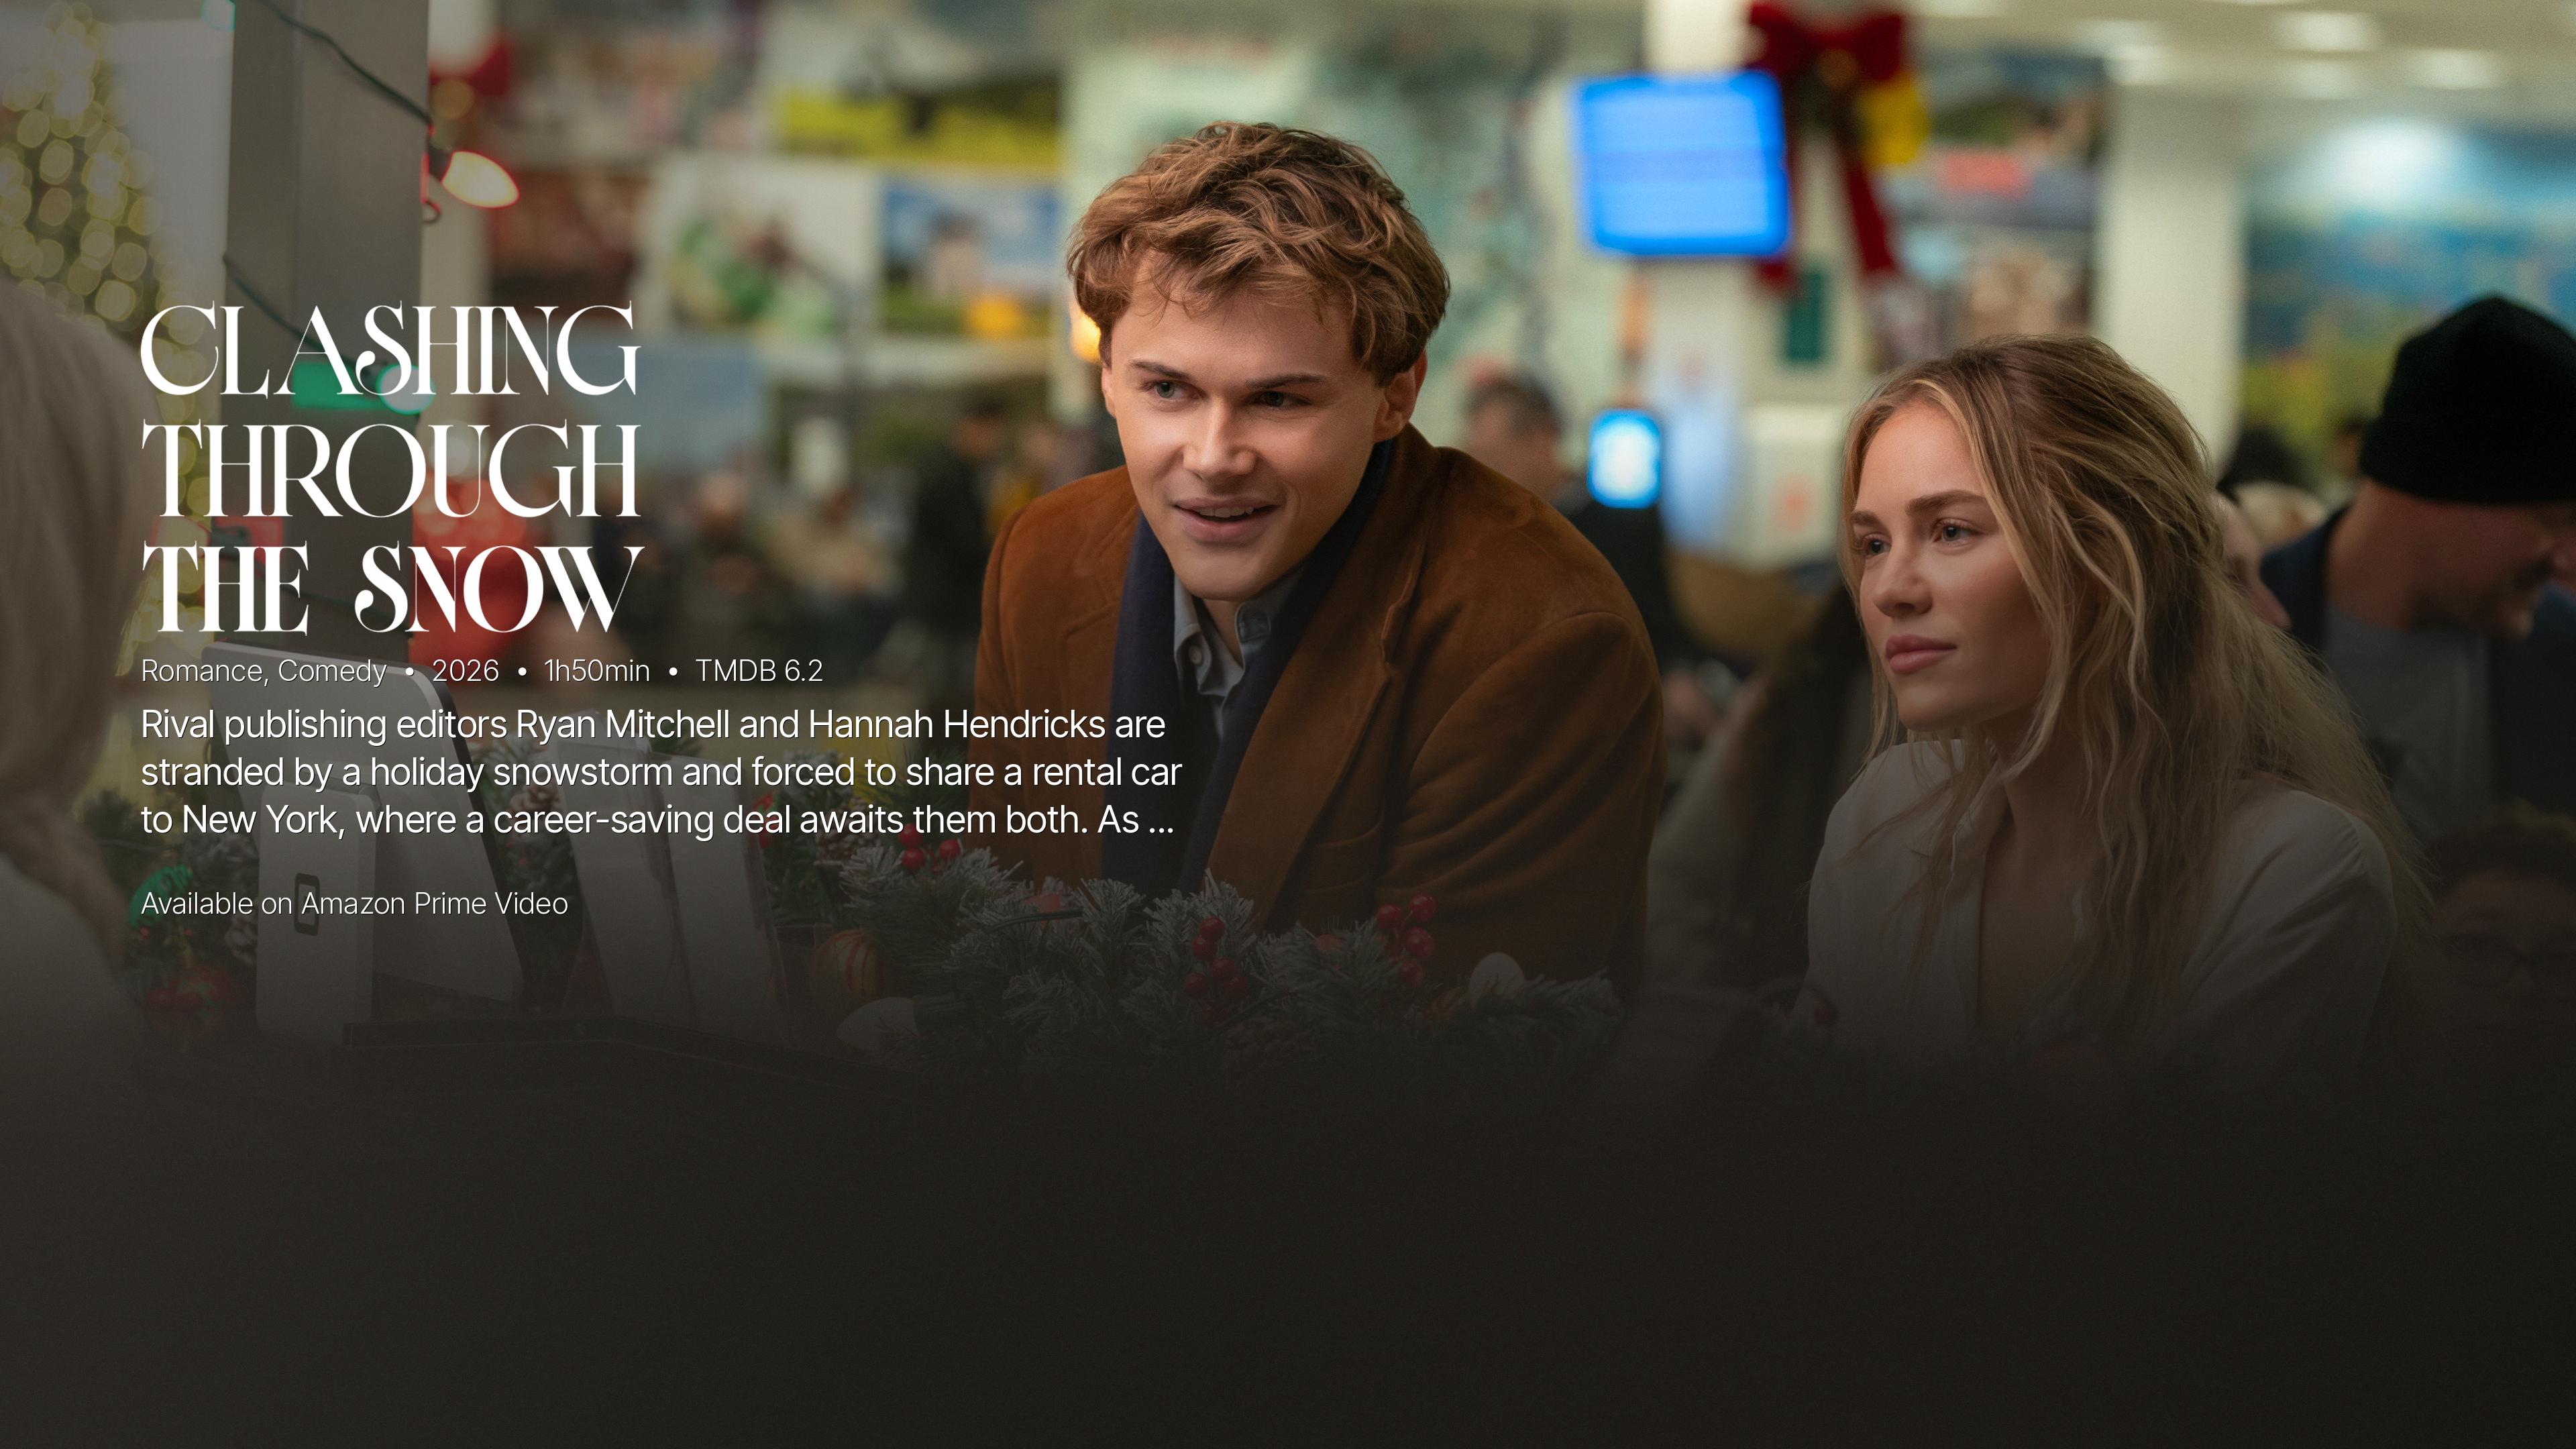 CLASHING
THROUGH
THE SNOW
Romance, Comedy • 2026 • 1h50min • TMDB 6.2
Rival publishing editors Ryan Mitchell and Hannah Hendricks are
stranded by a holiday snowstorm and forced to share a rental car
to New York, where a career-saving deal awaits them both. As ...
Available on Amazon Prime Video